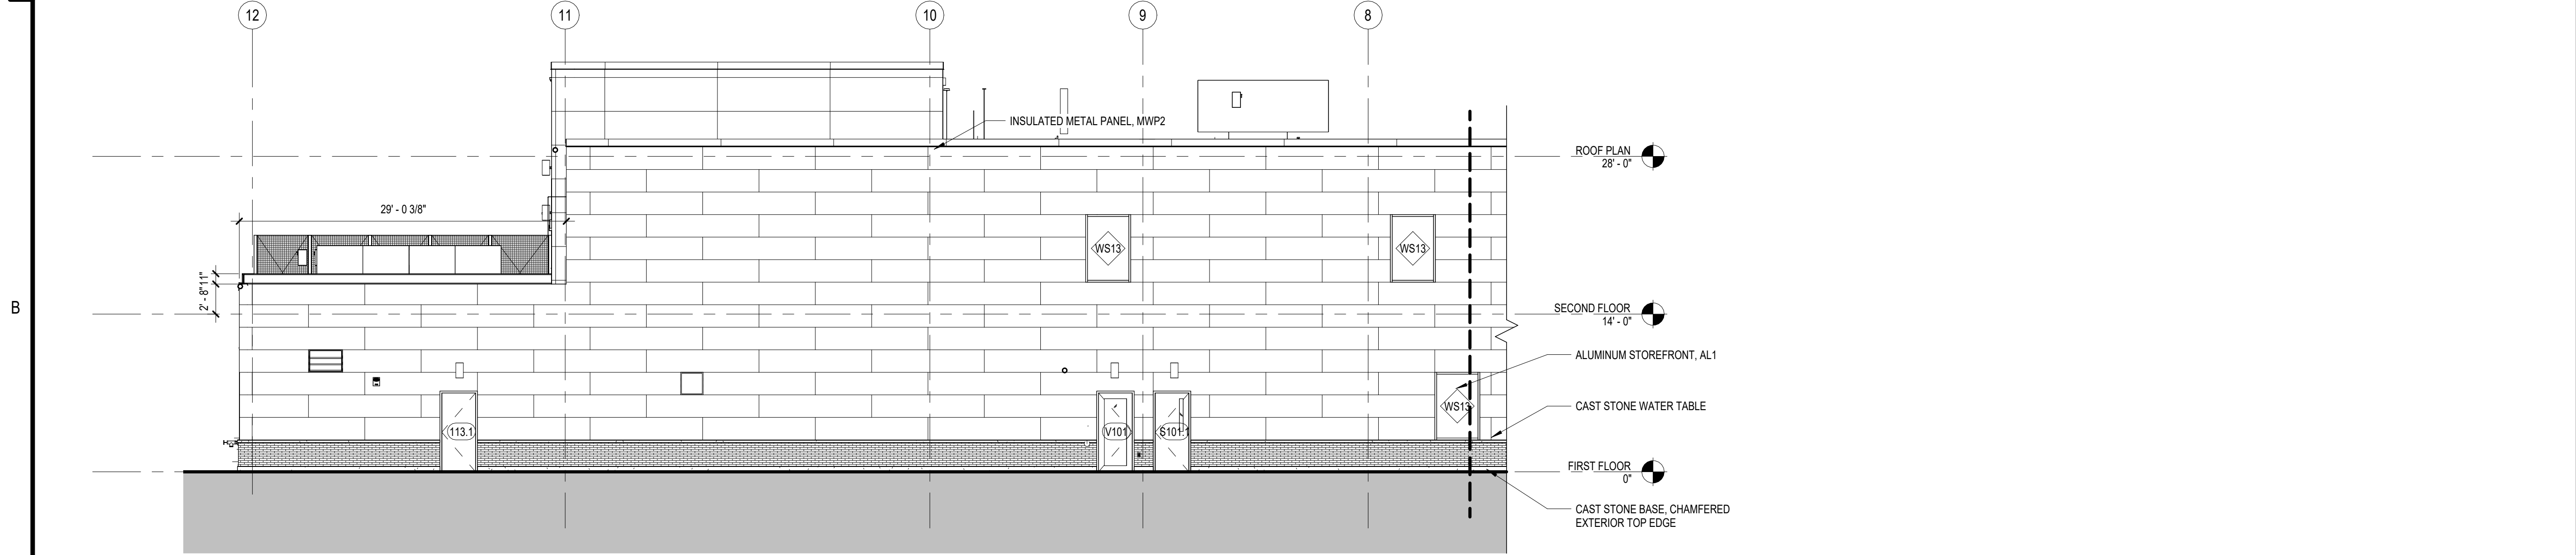 12
11
10
9
8
INSULATED METAL PANEL, MWP2
ROOF PLAN
28' - 0"
29' - 0 3/8"
WS13
WS13
11"
2' - 8"
B
SECOND FLOOR
14' - 0"
ALUMINUM STOREFRONT, AL1
WS13
CAST STONE WATER TABLE
113.1
V101
S101.1
FIRST FLOOR
0"
CAST STONE BASE, CHAMFERED
EXTERIOR TOP EDGE